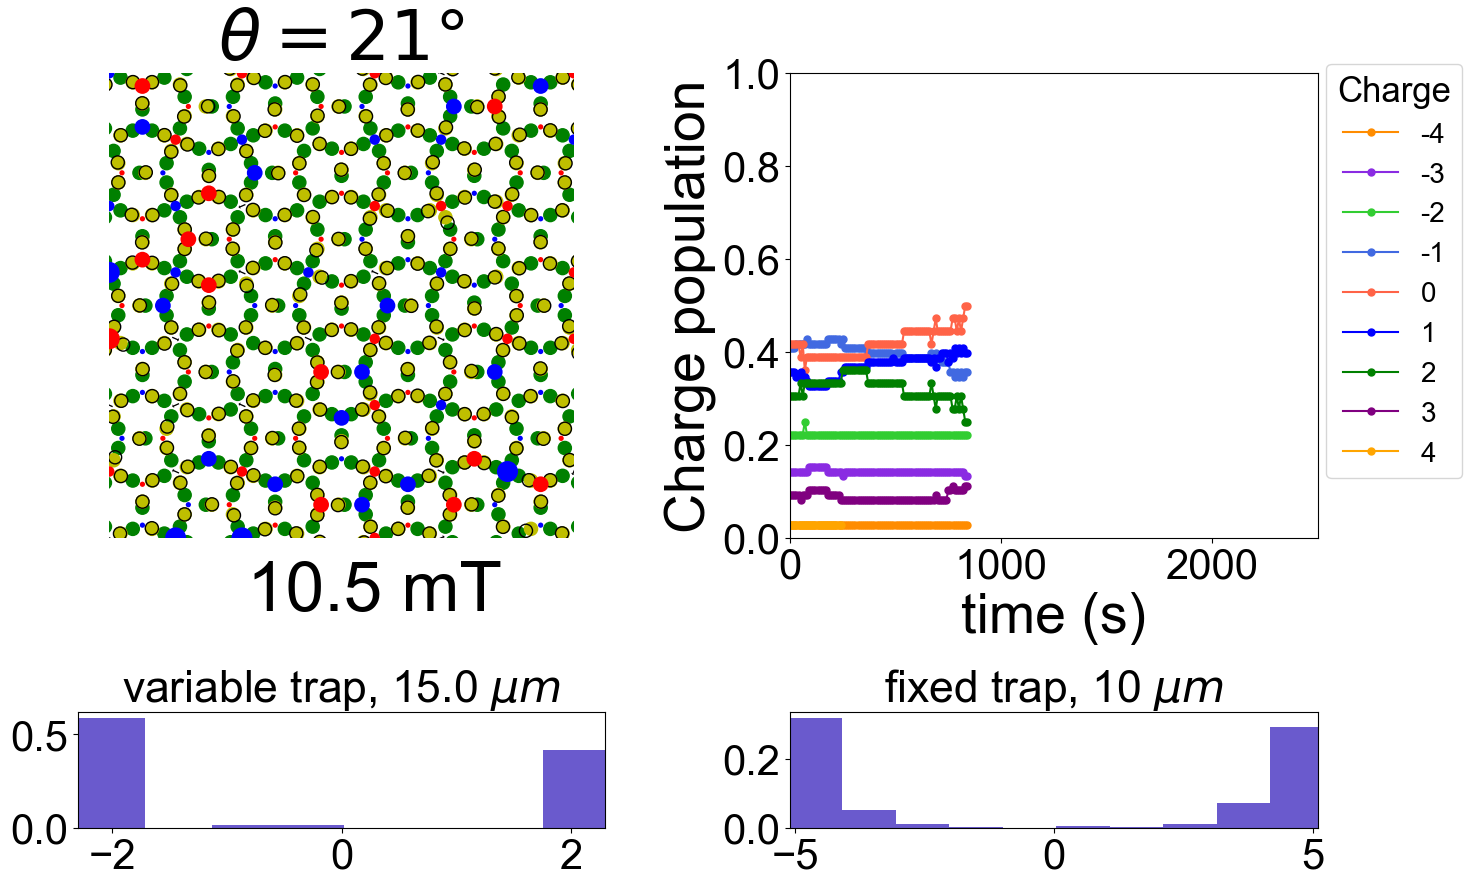 θ = 21°
10.5 mT
Charge population
1.0
0.8
0.6
0.4
0.2
0.0
0 1000 2000
time (s)
Charge
-4
-3
-2
-1
0
1
2
3
4
variable trap, 15.0 μm
0.5
0.0
−2 0 2
fixed trap, 10 μm
0.2
0.0
−5 0 5